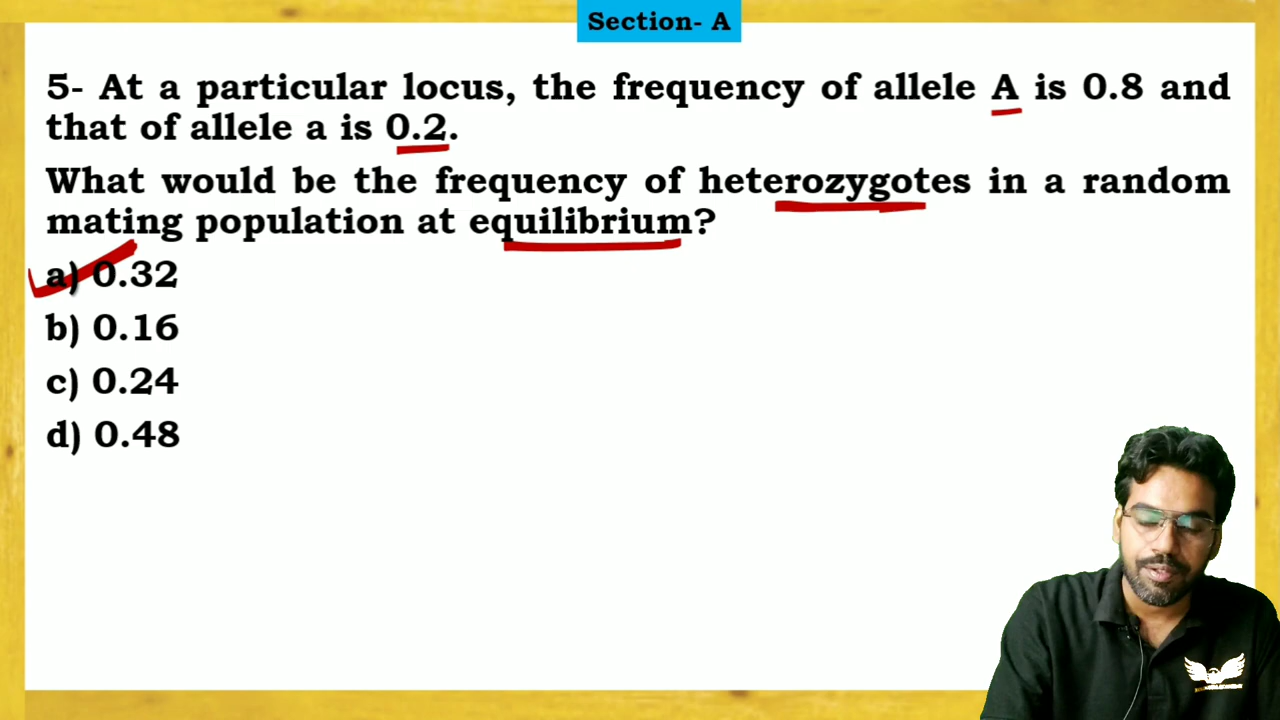 Section- A
5- At a particular locus, the frequency of allele A is 0.8 and
that of allele a is 0.2.
What would be the frequency of heterozygotes in a random
mating population at equilibrium?
a) 0.32
b) 0.16
c) 0.24
d) 0.48